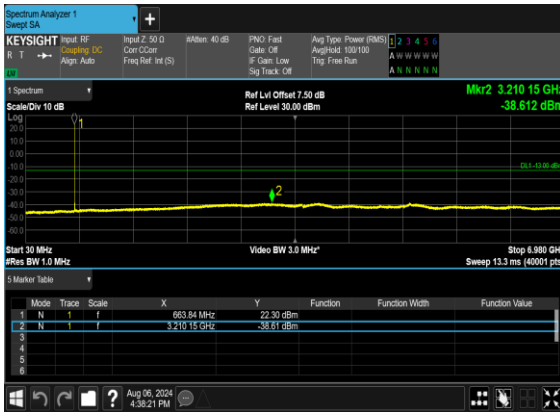 Spectrum Analyzer 1
Swept SA
+
KEYSIGHT Input: RF Input Z: 50 Ω #Atten: 40 dB PNO: Fast Avg Type: Power (RMS) 1 2 3 4 5 6
R T Coupling: DC Corr CCorr Gate: Off Avg|Hold: 100/100 A W W W W W
Align: Auto Freq Ref: Int (S) IF Gain: Low Trig: Free Run
LW Sig Track: Off A N N N N N
1 Spectrum Ref Lvl Offset 7.50 dB Mkr2 3.210 15 GHz
Scale/Div 10 dB Ref Level 30.00 dBm -38.612 dBm
Log
20.0
10.0
0.00
-10.0
DL1 -13.00 dBm
-20.0
-30.0
-40.0
-50.0
-60.0
1
2
Start 30 MHz Video BW 3.0 MHz* Stop 6.980 GHz
#Res BW 1.0 MHz Sweep 13.3 ms (40001 pts)
5 Marker Table
Mode Trace Scale X Y Function Function Width Function Value
1 N 1 f 663.84 MHz 22.30 dBm
2 N 1 f 3.210 15 GHz -38.61 dBm
3
4
5
6
? Aug 06, 2024
4:38:21 PM